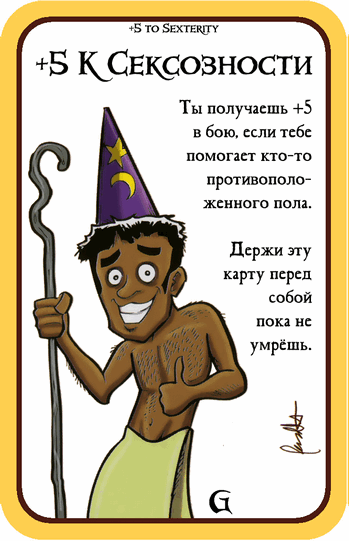 +5 to Sexterity
+5 К Сексозности
Ты получаешь +5
в бою, если тебе
помогает кто-то
противополо-
женного пола.
Держи эту
карту перед
собой
пока не
умрёшь.
G